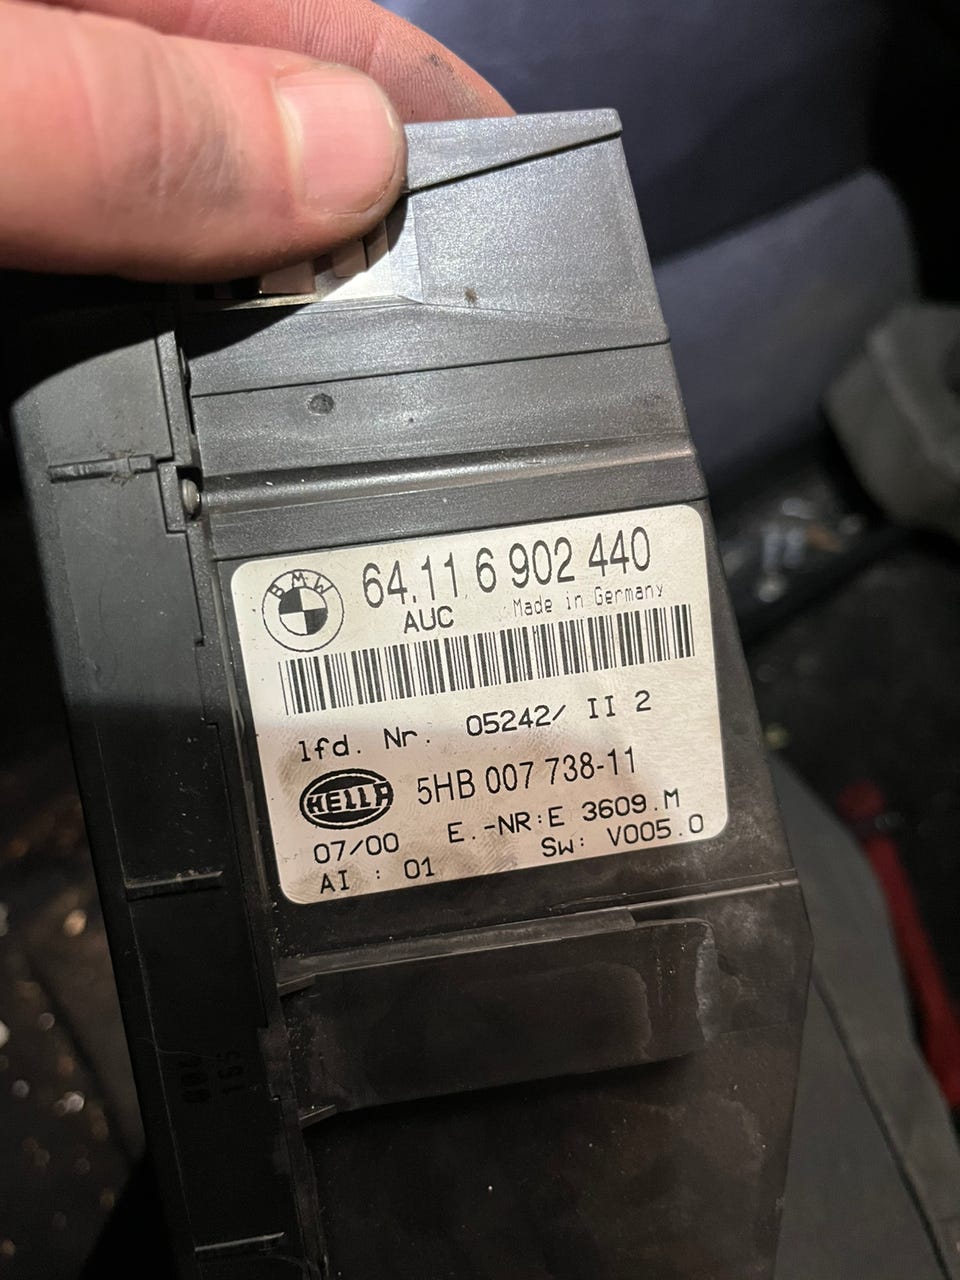 BMW
64.11 6 902 440
AUC Made in Germany
lfd. Nr. 05242/ II 2
HELLA 5HB 007 738-11
07/00 E.-NR:E 3609.M
AI : 01 SW: V005.0